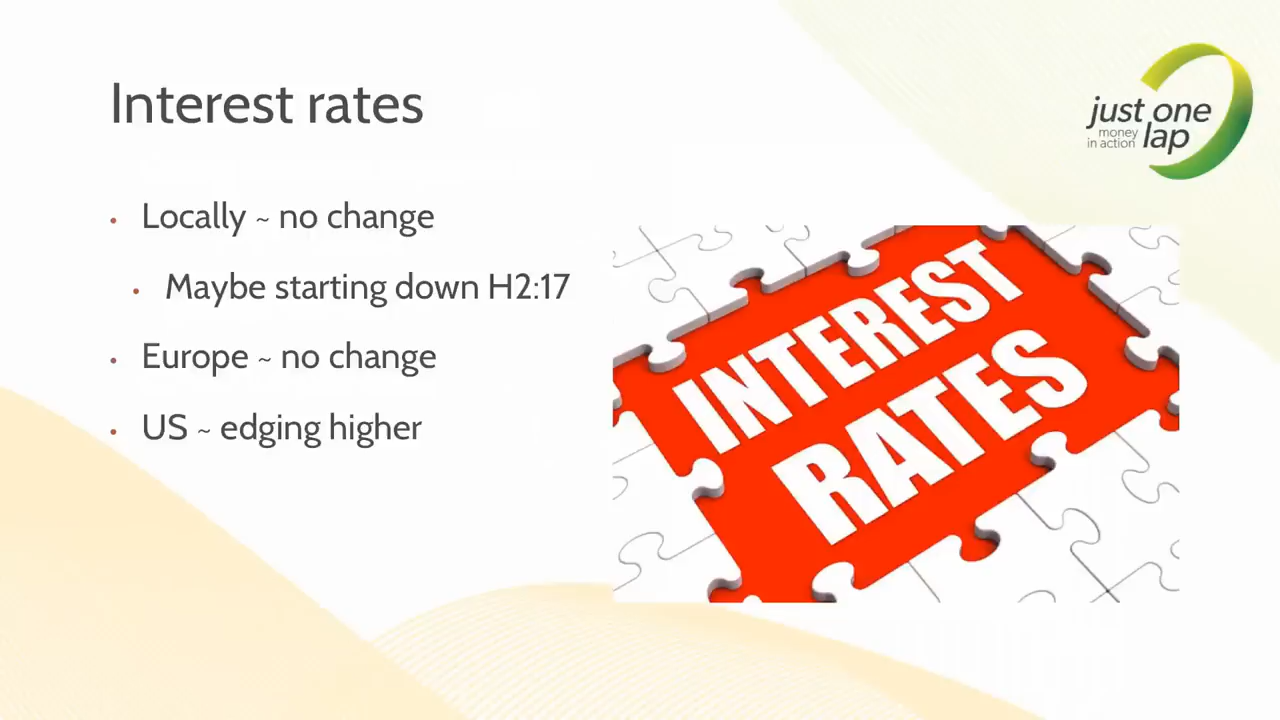 Interest rates
just one
money
in action lap
• Locally ~ no change
• Maybe starting down H2:17
• Europe ~ no change
• US ~ edging higher
INTEREST
RATES